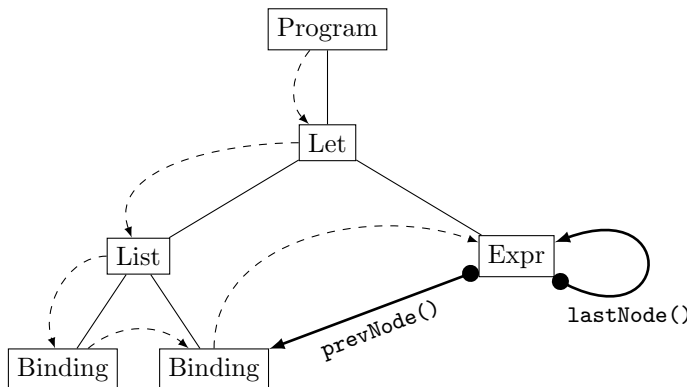 Program
Let
List
Expr
lastNode()
prevNode()
Binding
Binding